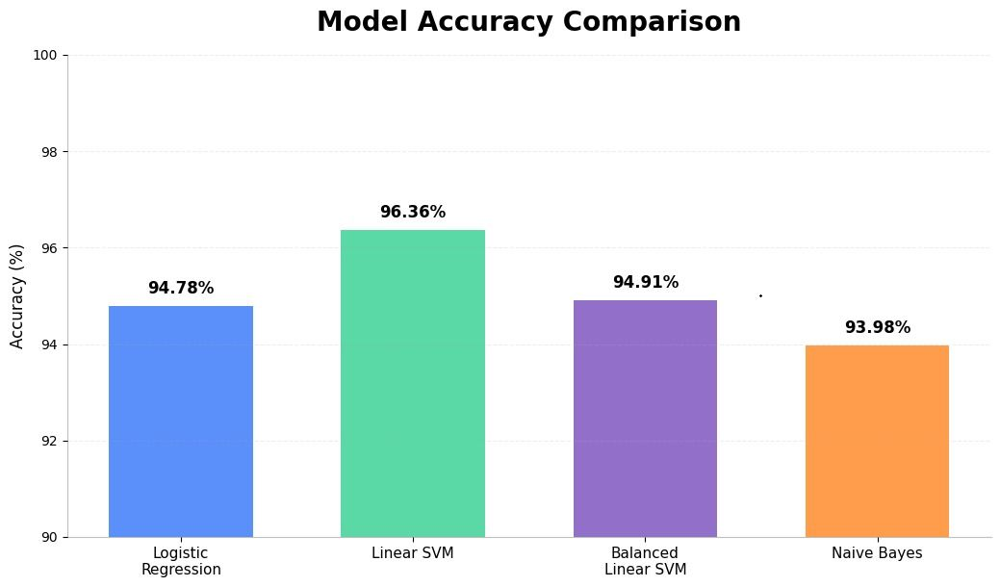 Model Accuracy Comparison
100
98
96
94
92
90
Accuracy (%)
94.78%
96.36%
94.91%
93.98%
Logistic
Regression
Linear SVM
Balanced
Linear SVM
Naive Bayes